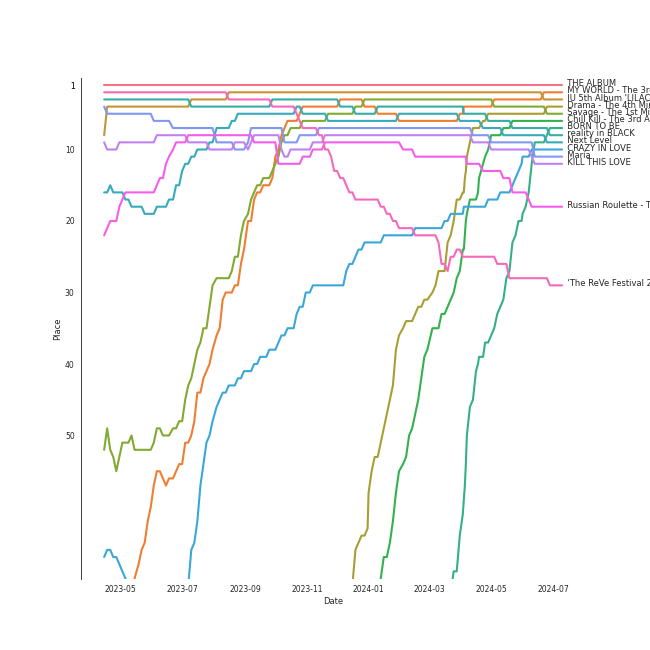 1
10
20
30
40
50
Place
2023-05
2023-07
2023-09
2023-11
2024-01
2024-03
2024-05
2024-07
Date
THE ALBUM
MY WORLD - The 3r
IU 5th Album 'LILAC
Drama - The 4th Mi
Savage - The 1st Mi
Chill Kill - The 3rd A
BORN TO BE
reality in BLACK
Next Level
CRAZY IN LOVE
Maria
KILL THIS LOVE
Russian Roulette - T
'The ReVe Festival 2